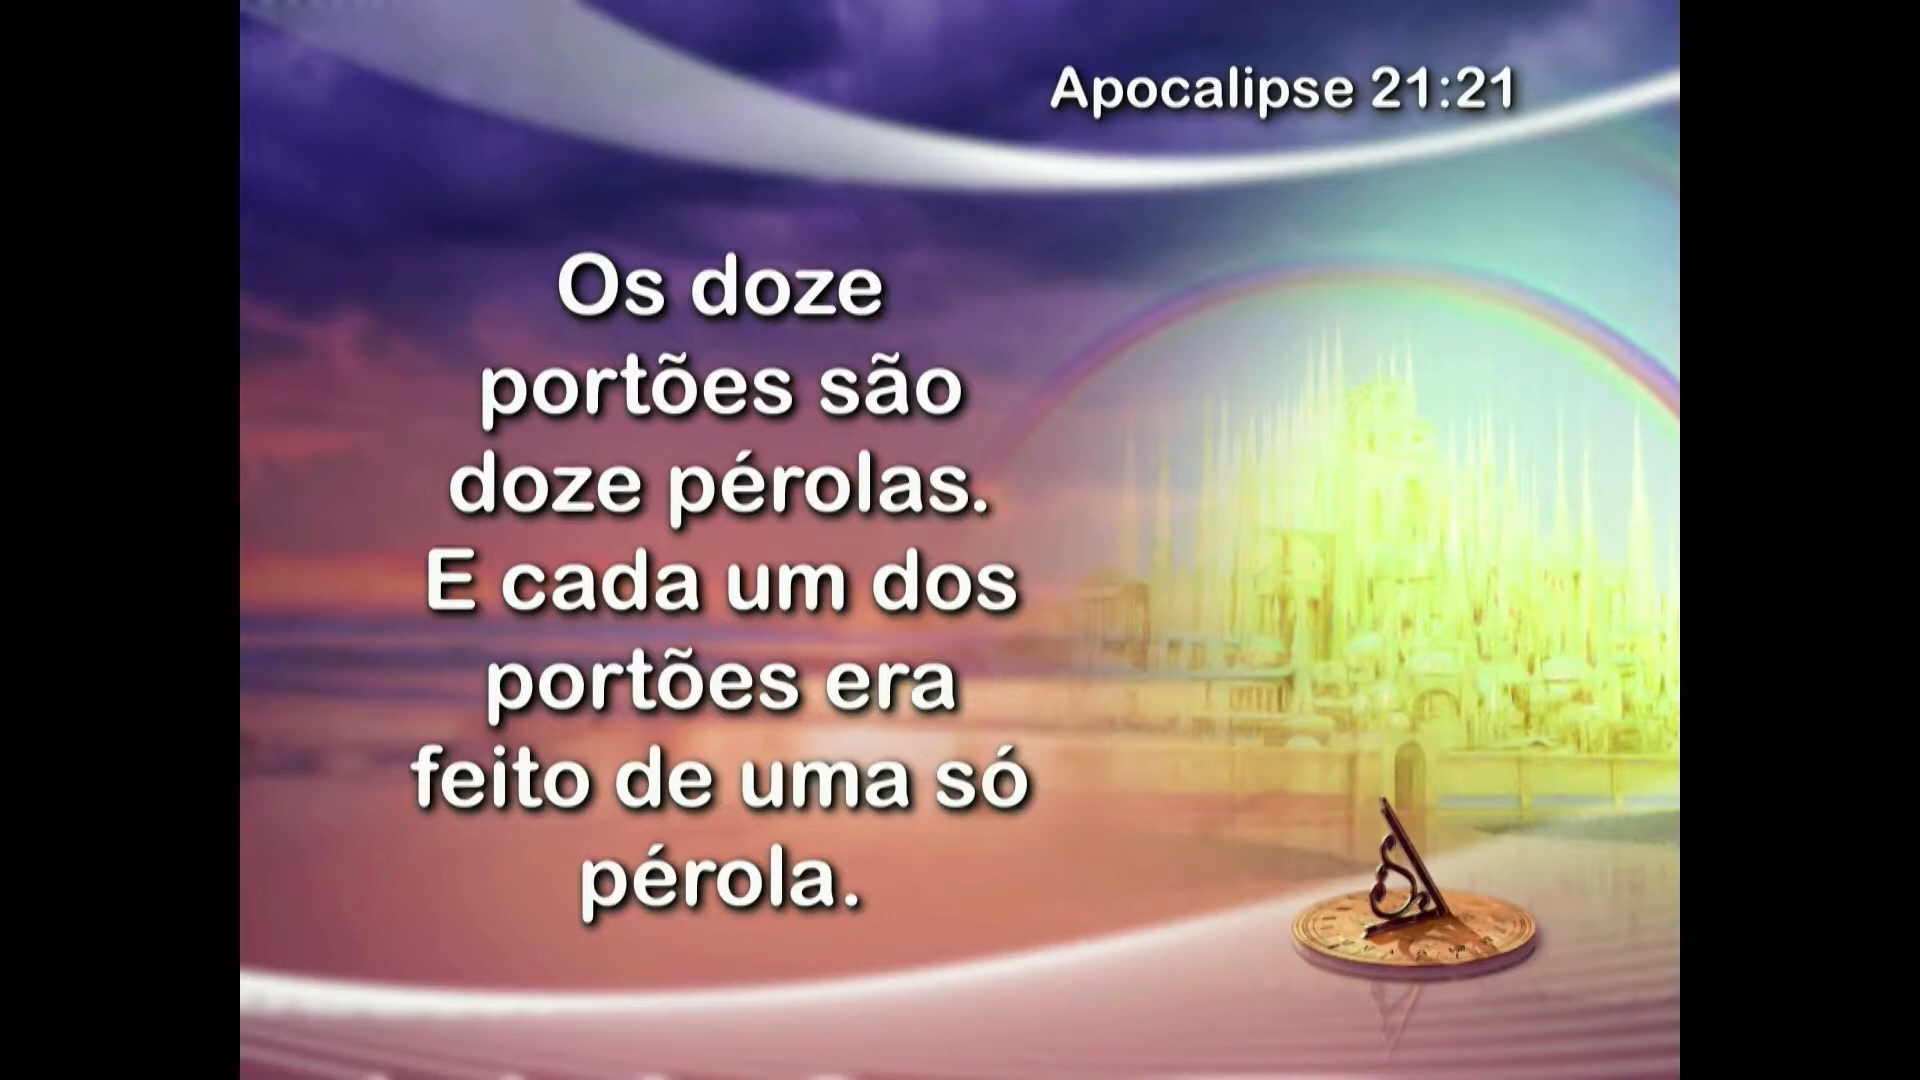 Apocalipse 21:21
Os doze
portões são
doze pérolas.
E cada um dos
portões era
feito de uma só
pérola.